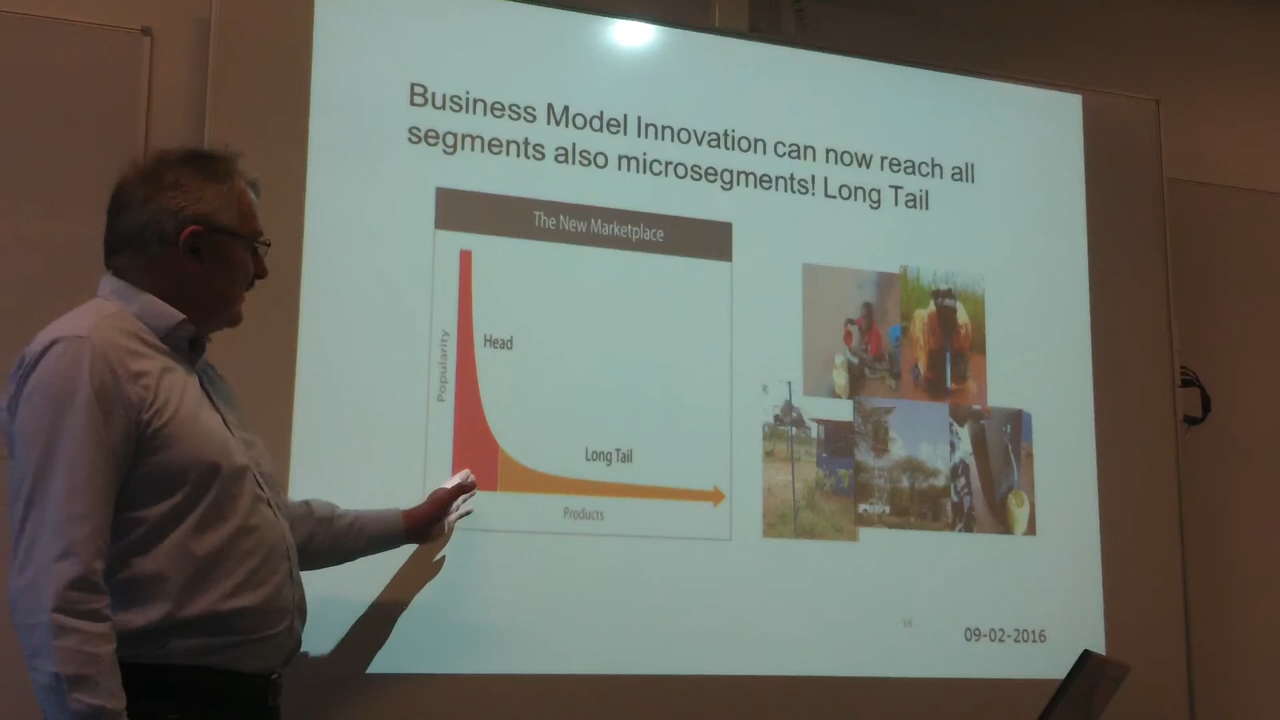 Business Model Innovation can now reach all
segments also microsegments! Long Tail
The New Marketplace
Popularity
Head
Long Tail
Products
09-02-2016